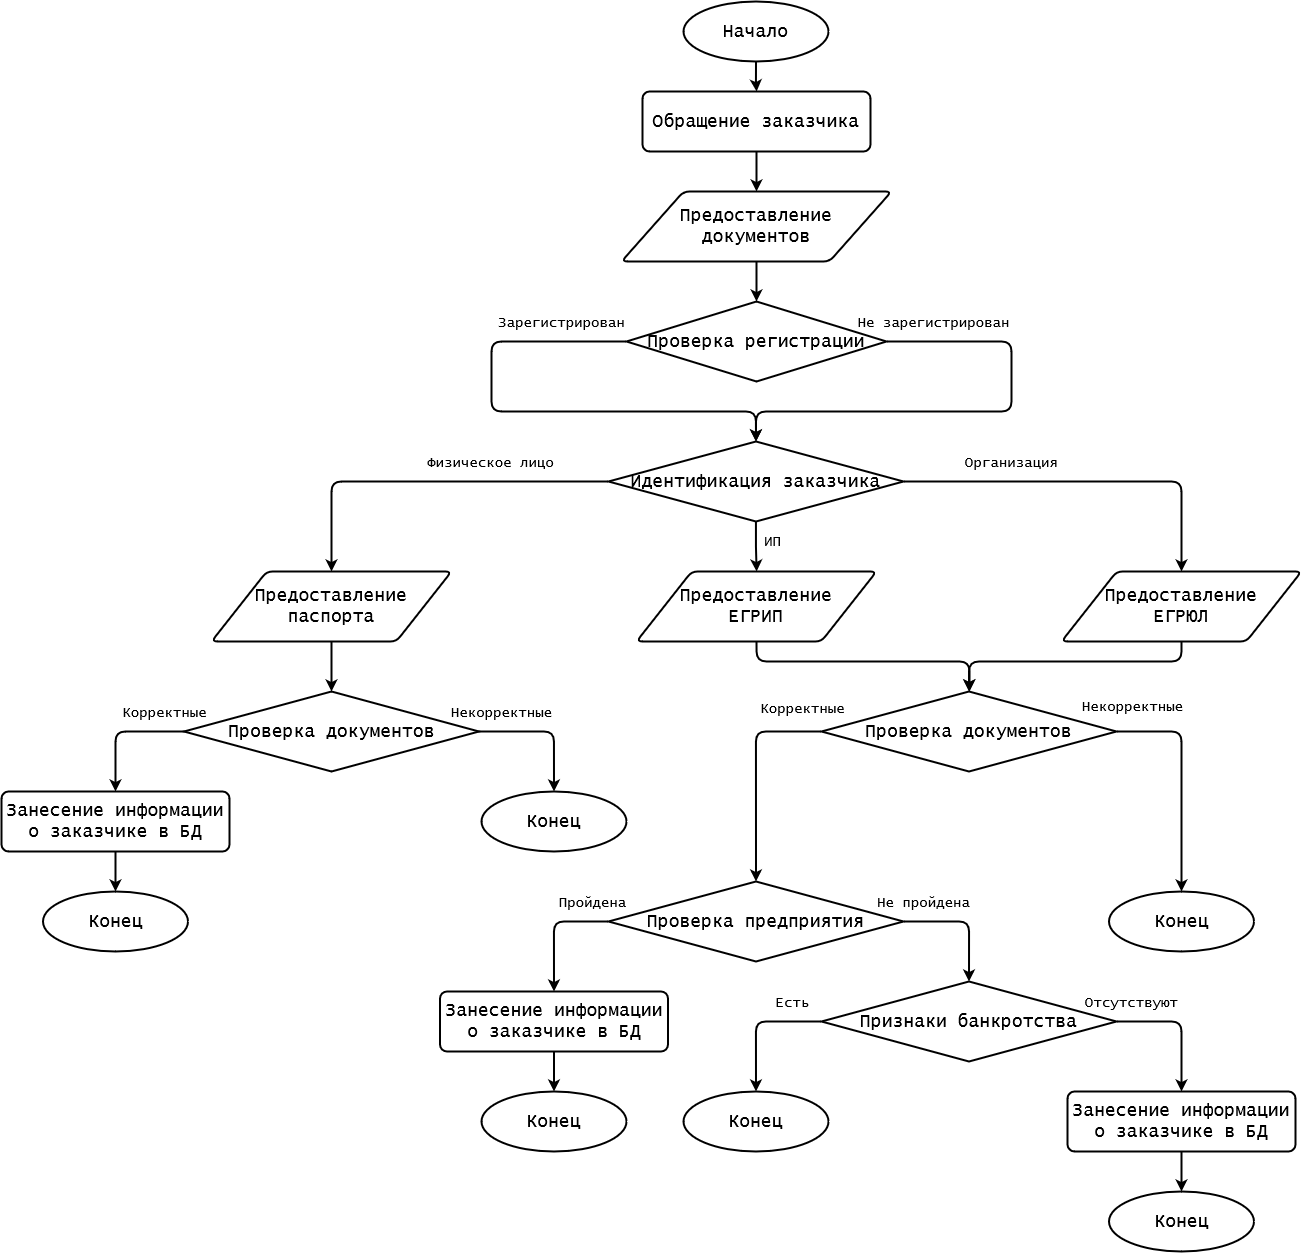 Начало
Обращение заказчика
Предоставление
документов
Зарегистрирован
Не зарегистрирован
Проверка регистрации
Физическое лицо
Организация
Идентификация заказчика
ИП
Предоставление
паспорта
Предоставление
ЕГРИП
Предоставление
ЕГРЮЛ
Корректные
Некорректные
Проверка документов
Корректные
Некорректные
Проверка документов
Занесение информации
о заказчике в БД
Конец
Конец
Пройдена
Не пройдена
Проверка предприятия
Конец
Занесение информации
о заказчике в БД
Есть
Отсутствуют
Признаки банкротства
Конец
Конец
Занесение информации
о заказчике в БД
Конец